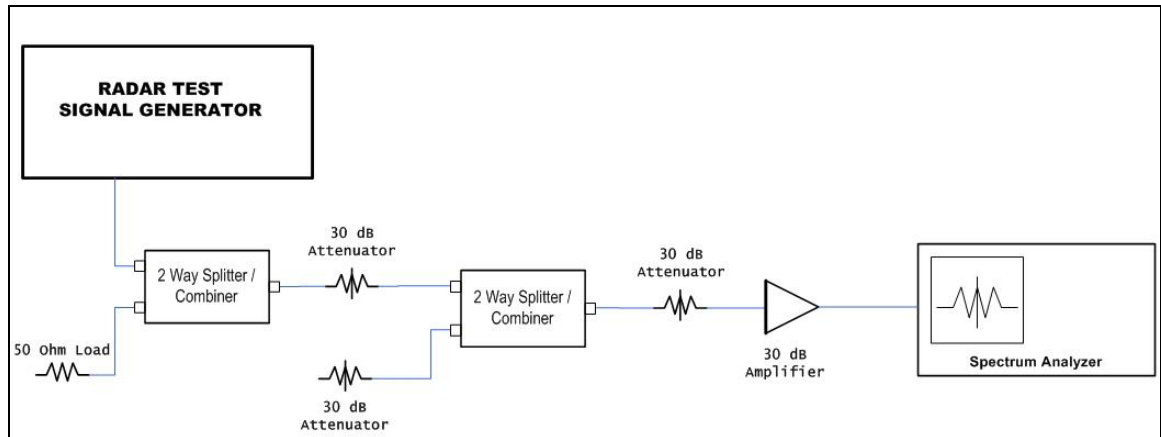 RADAR TEST
SIGNAL GENERATOR
30 dB
Attenuator
30 dB
Attenuator
2 Way Splitter /
Combiner
2 Way Splitter /
Combiner
50 Ohm Load
30 dB
Attenuator
30 dB
Amplifier
Spectrum Analyzer